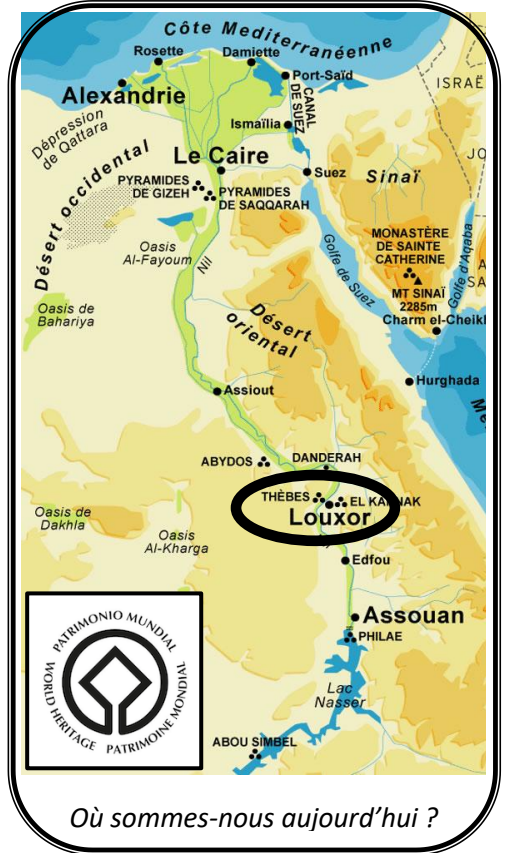 Côte Mediterranéenne
Rosette
Damiette
Port-Saïd
Alexandrie
CANAL
DE SUEZ
ISRAË
Dépression
de Qattara
Ismaïlia
Le Caire
JO
Suez
Sinaï
PYRAMIDES
DE GIZEH
PYRAMIDES
DE SAQQARAH
Désert occidental
MONASTÈRE
DE SAINTE
CATHERINE
Golfe de Suez
Golfe d'Aqaba
A
SA
Oasis
Al-Fayoum
Nil
MT SINAÏ
2285m
Charm el-Cheikh
Oasis de
Bahariya
Désert
oriental
Hurghada
Me
Assiout
ABYDOS
DANDERAH
THÈBES
EL KARNAK
Louxor
Oasis de
Dakhla
Oasis
Al-Kharga
Edfou
Assouan
PHILAE
PATRIMONIO MUNDIAL
WORLD HERITAGE
PATRIMOINE MONDIAL
Lac
Nasser
ABOU SIMBEL
Où sommes-nous aujourd'hui ?